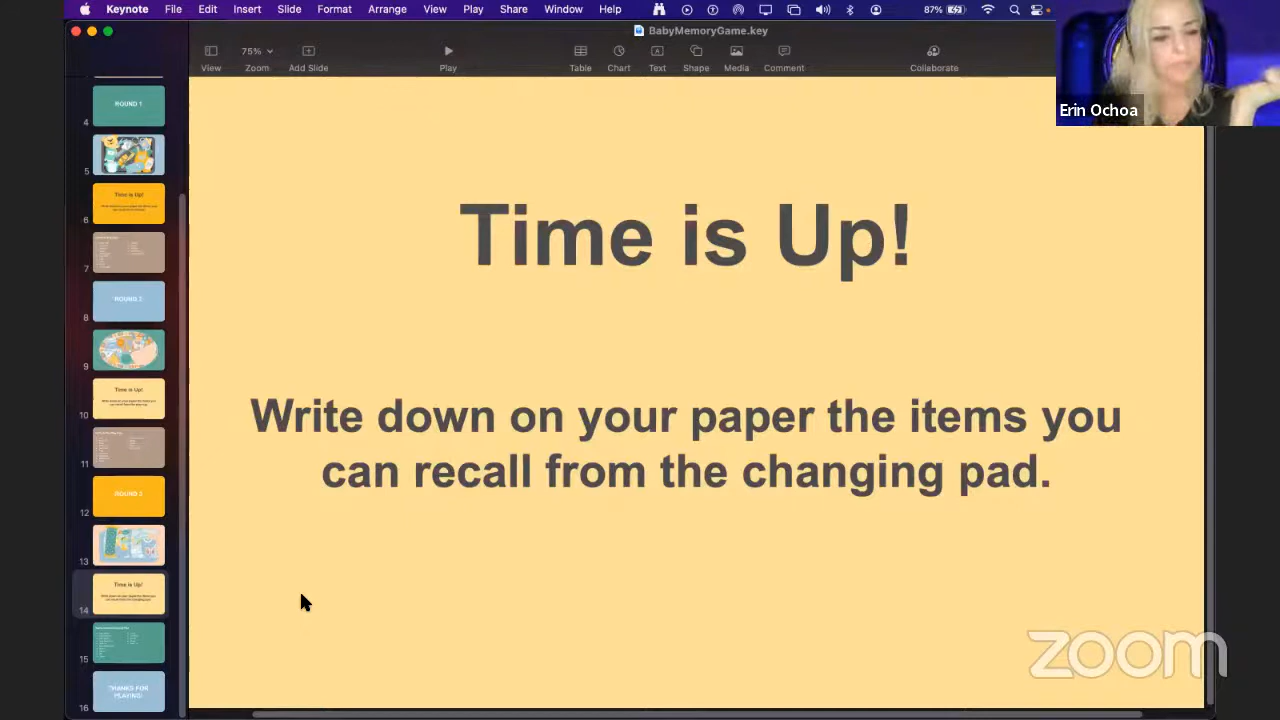 Keynote File Edit Insert Slide Format Arrange View Play Share Window Help 87%
BabyMemoryGame.key
75%
View Zoom Add Slide Play Table Chart Text Shape Media Comment Collaborate
Erin Ochoa
4
ROUND 1
5
6
Time is Up!
7
8
ROUND 2
9
10
Time is Up!
11
12
ROUND 3
13
14
Time is Up!
15
16
THANKS FOR
PLAYING!
Time is Up!
Write down on your paper the items you
can recall from the changing pad.
zoom